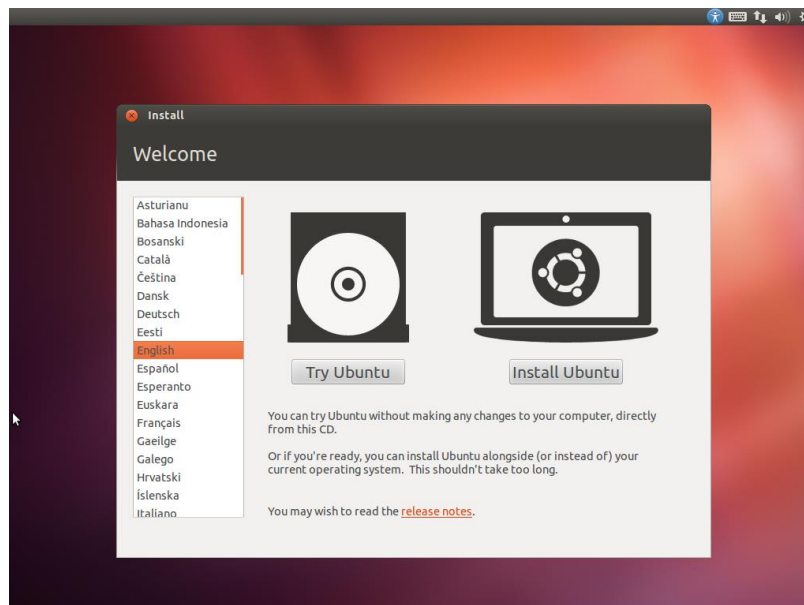 Install
Welcome
Asturianu
Bahasa Indonesia
Bosanski
Català
Čeština
Dansk
Deutsch
Eesti
English
Español
Esperanto
Euskara
Français
Gaeilge
Galego
Hrvatski
Íslenska
Italiano
Try Ubuntu
Install Ubuntu
You can try Ubuntu without making any changes to your computer, directly
from this CD.
Or if you're ready, you can install Ubuntu alongside (or instead of) your
current operating system. This shouldn't take too long.
You may wish to read the release notes.